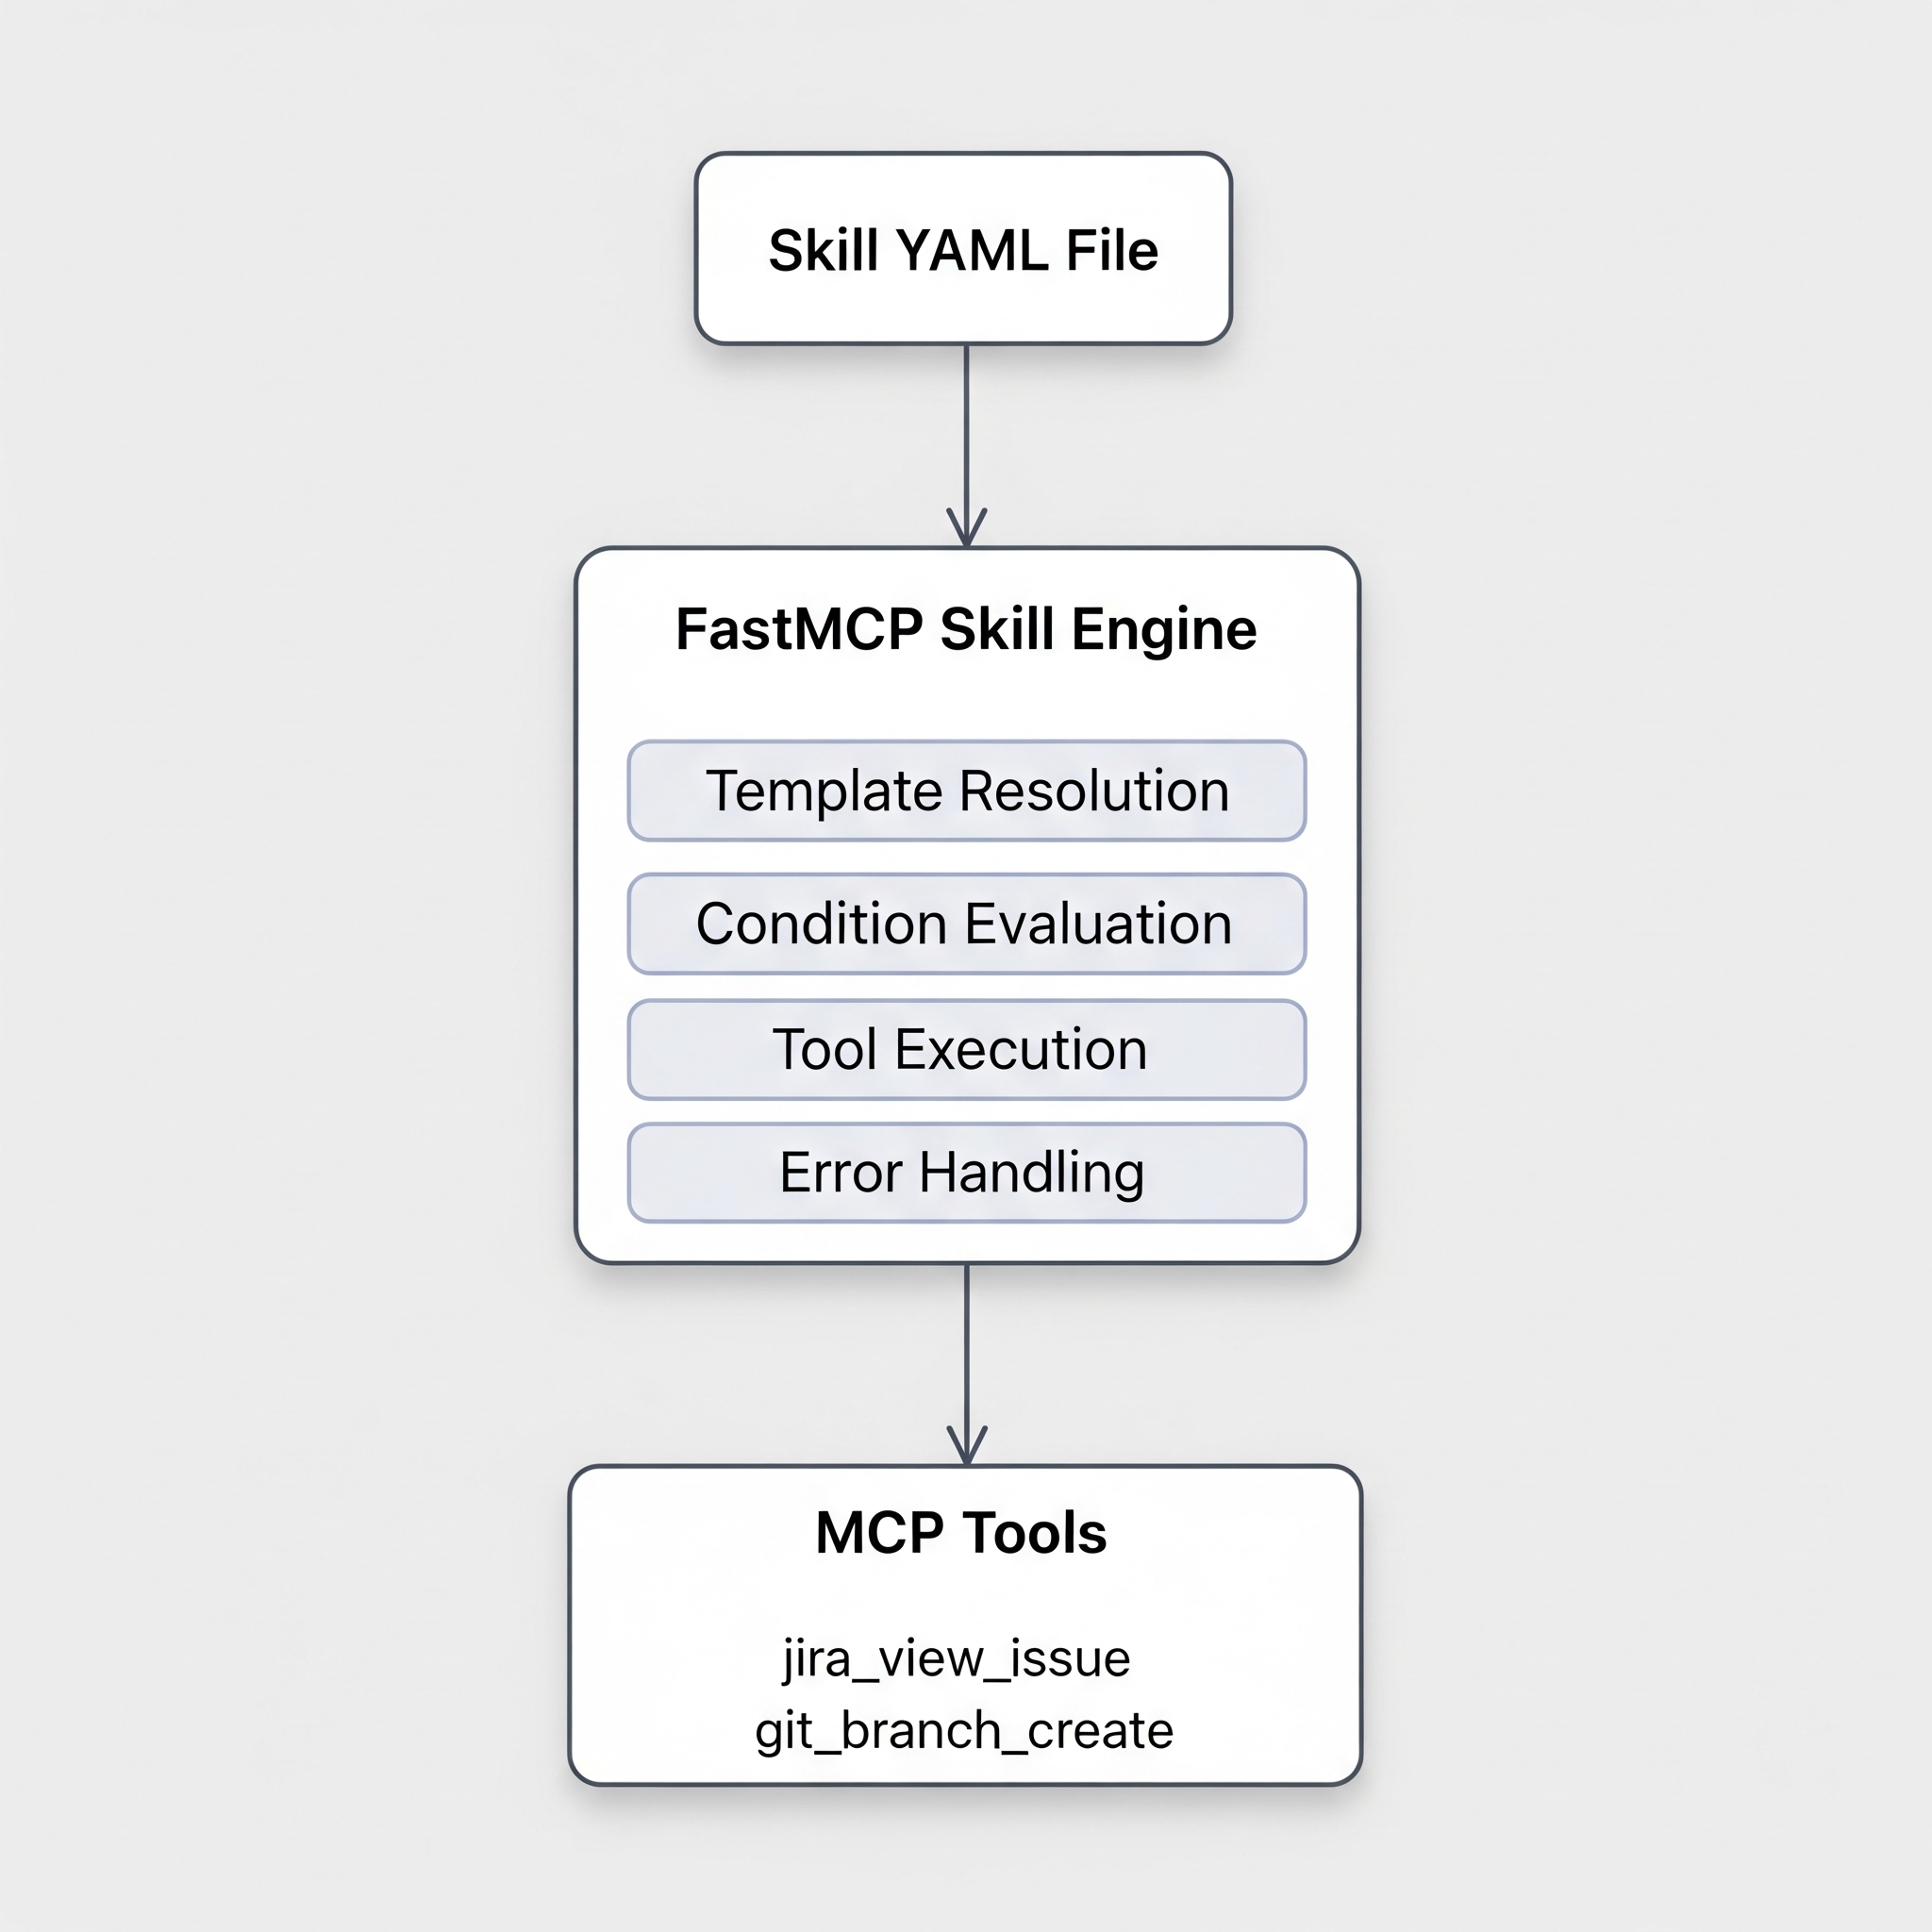 Skill YAML File
FastMCP Skill Engine
Template Resolution
Condition Evaluation
Tool Execution
Error Handling
MCP Tools
jira_view_issue
git_branch_create